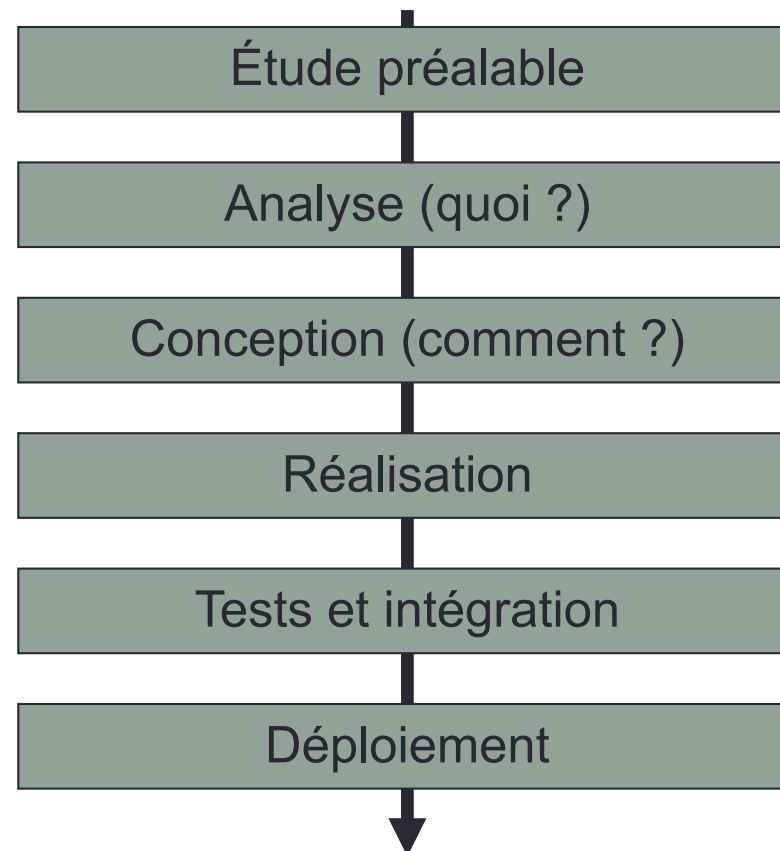 Étude préalable
Analyse (quoi ?)
Conception (comment ?)
Réalisation
Tests et intégration
Déploiement